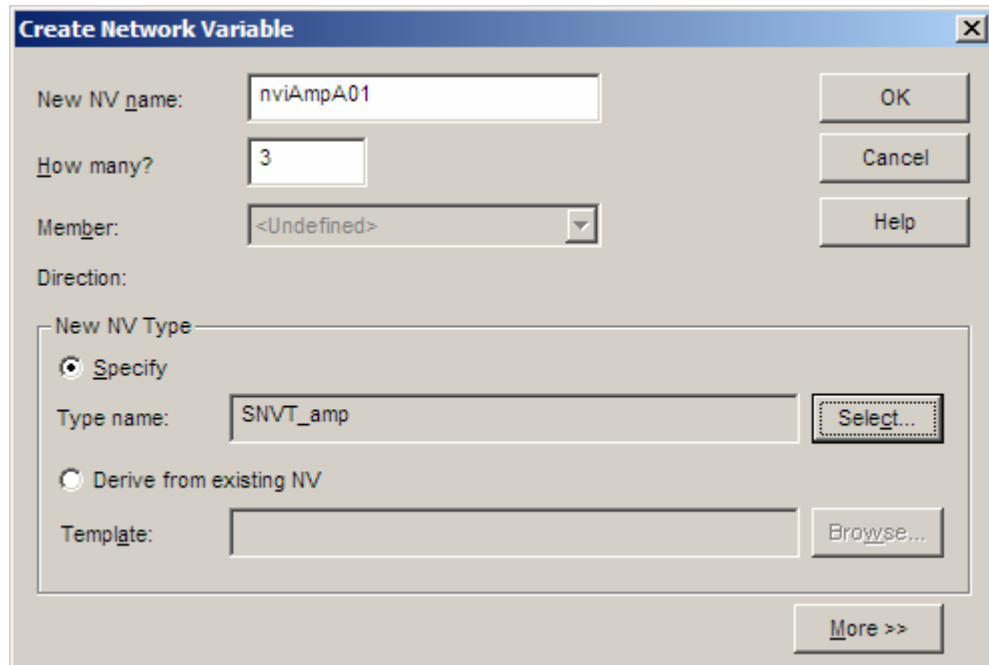 Create Network Variable
New NV name: nviAmpA01 OK
How many? 3 Cancel
Member: <Undefined> Help
Direction:
New NV Type
Specify
Type name: SNVT_amp Select...
Derive from existing NV
Template: Browse...
More >>